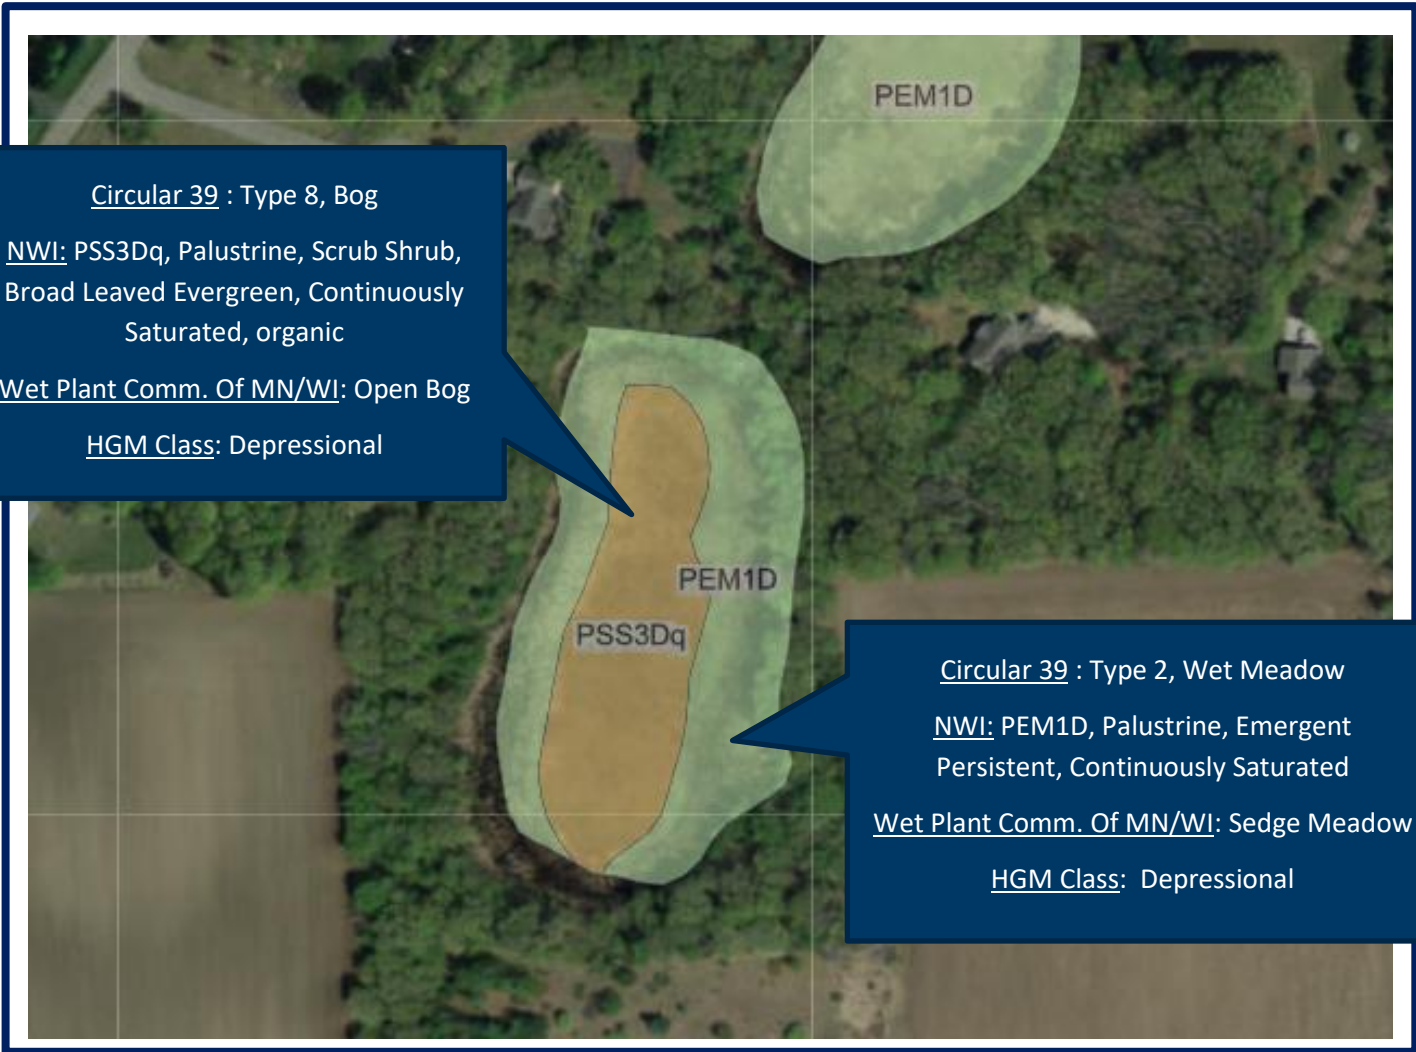 PEM1D
Circular 39 : Type 8, Bog
NWI: PSS3Dq, Palustrine, Scrub Shrub,
Broad Leaved Evergreen, Continuously
Saturated, organic
Wet Plant Comm. Of MN/WI: Open Bog
HGM Class: Depressional
PEM1D
PSS3Dq
Circular 39 : Type 2, Wet Meadow
NWI: PEM1D, Palustrine, Emergent
Persistent, Continuously Saturated
Wet Plant Comm. Of MN/WI: Sedge Meadow
HGM Class: Depressional